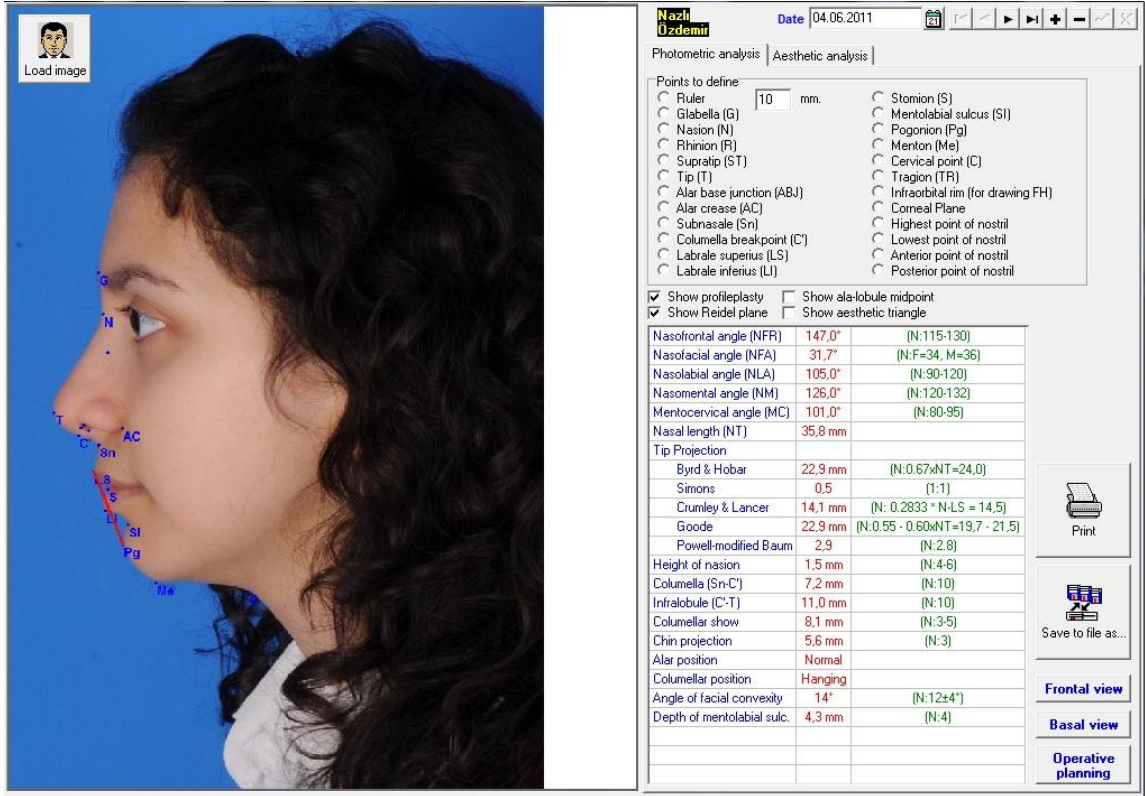 Load image
G
N
T
AC
C'
Sn
LS
S
LI
SI
Pg
Me
Nazlı
Özdemir
Date 04.06.2011
21
Photometric analysis Aesthetic analysis
Points to define
Ruler 10 mm.
Glabella (G)
Nasion (N)
Rhinion (R)
Supratip (ST)
Tip (T)
Alar base junction (ABJ)
Alar crease (AC)
Subnasale (Sn)
Columella breakpoint (C')
Labrale superius (LS)
Labrale inferius (LI)
Stomion (S)
Mentolabial sulcus (SI)
Pogonion (Pg)
Menton (Me)
Cervical point (C)
Tragion (TR)
Infraorbital rim (for drawing FH)
Corneal Plane
Highest point of nostril
Lowest point of nostril
Anterior point of nostril
Posterior point of nostril
Show profileplasty Show ala-lobule midpoint
Show Reidel plane Show aesthetic triangle
Nasofrontal angle (NFR) 147,0° (N:115-130)
Nasofacial angle (NFA) 31,7° (N:F=34, M=36)
Nasolabial angle (NLA) 105,0° (N:90-120)
Nasomental angle (NM) 126,0° (N:120-132)
Mentocervical angle (MC) 101,0° (N:80-95)
Nasal length (NT) 35,8 mm
Tip Projection
Byrd & Hobar 22,9 mm (N:0.67xNT=24,0)
Simons 0,5 (1:1)
Crumley & Lancer 14,1 mm (N: 0.2833 * N-LS = 14,5)
Goode 22,9 mm (N:0.55 - 0.60xNT=19,7 - 21,5)
Powell-modified Baum 2,9 (N:2.8)
Height of nasion 1,5 mm (N:4-6)
Columella (Sn-C') 7,2 mm (N:10)
Infralobule (C'-T) 11,0 mm (N:10)
Columellar show 8,1 mm (N:3-5)
Chin projection 5,6 mm (N:3)
Alar position Normal
Columellar position Hanging
Angle of facial convexity 14° (N:12±4°)
Depth of mentolabial sulc. 4,3 mm (N:4)
Print
Save to file as...
Frontal view
Basal view
Operative
planning